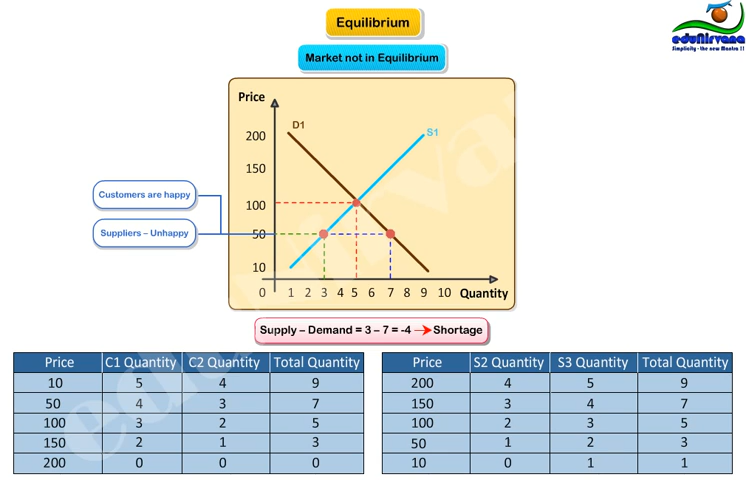 Equilibrium
eduNirvana
Simplicity - the new Mantra !!
Market not in Equilibrium
Price
D1
S1
200
150
100
50
10
Customers are happy
Suppliers – Unhappy
0 1 2 3 4 5 6 7 8 9 10 Quantity
Supply – Demand = 3 – 7 = -4 Shortage
Price C1 Quantity C2 Quantity Total Quantity
10 5 4 9
50 4 3 7
100 3 2 5
150 2 1 3
200 0 0 0
Price S2 Quantity S3 Quantity Total Quantity
200 4 5 9
150 3 4 7
100 2 3 5
50 1 2 3
10 0 1 1
eduNirvana